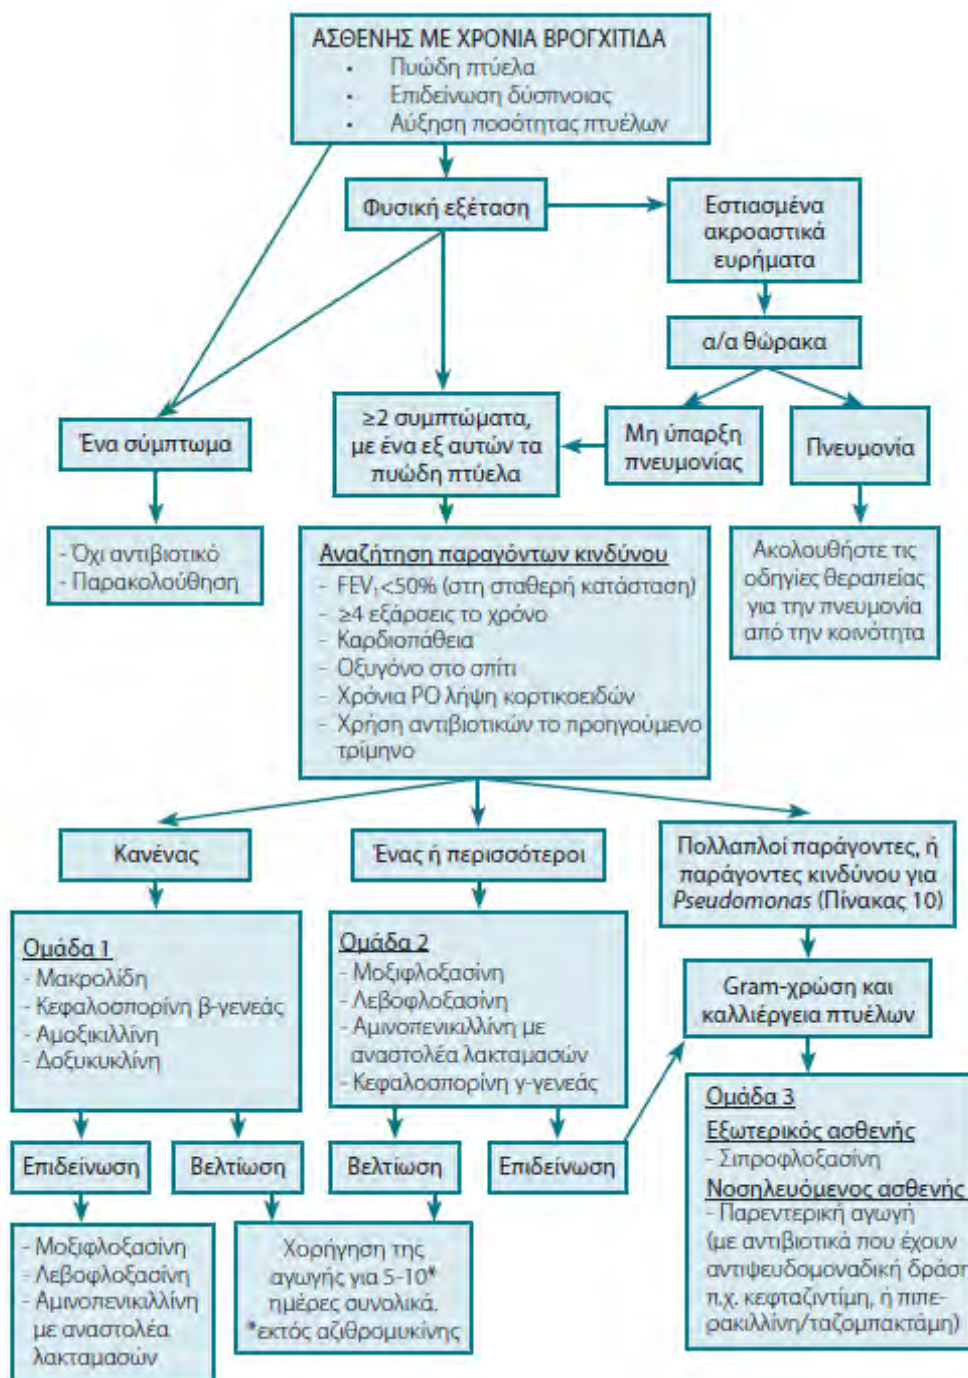 ΑΣΘΕΝΗΣ ΜΕ ΧΡΟΝΙΑ ΒΡΟΓΧΙΤΙΔΑ
• Πυώδη πτύελα
• Επιδείνωση δύσπνοιας
• Αύξηση ποσότητας πτυέλων
Φυσική εξέταση
Εστιασμένα
ακροαστικά
ευρήματα
α/α θώρακα
Ένα σύμπτωμα
≥2 συμπτώματα,
με ένα εξ αυτών τα
πυώδη πτύελα
Μη ύπαρξη
πνευμονίας
Πνευμονία
- Όχι αντιβιοτικό
- Παρακολούθηση
Αναζήτηση παραγόντων κινδύνου
- FEV₁<50% (στη σταθερή κατάσταση)
- ≥4 εξάρσεις το χρόνο
- Καρδιοπάθεια
- Οξυγόνο στο σπίτι
- Χρόνια PO λήψη κορτικοειδών
- Χρήση αντιβιοτικών το προηγούμενο
τρίμηνο
Ακολουθήστε τις
οδηγίες θεραπείας
για την πνευμονία
από την κοινότητα
Κανένας
Ένας ή περισσότεροι
Πολλαπλοί παράγοντες, ή
παράγοντες κινδύνου για
Pseudomonas (Πίνακας 10)
Ομάδα 1
- Μακρολίδη
- Κεφαλοσπορίνη β-γενεάς
- Αμοξικιλλίνη
- Δοξυκυκλίνη
Ομάδα 2
- Μοξιφλοξασίνη
- Λεβοφλοξασίνη
- Αμινοπενικιλλίνη με
αναστολέα λακταμασών
- Κεφαλοσπορίνη γ-γενεάς
Gram-χρώση και
καλλιέργεια πτυέλων
Επιδείνωση
Βελτίωση
Βελτίωση
Επιδείνωση
Ομάδα 3
Εξωτερικός ασθενής
- Σιπροφλοξασίνη
Νοσηλευόμενος ασθενής
- Παρεντερική αγωγή
(με αντιβιοτικά που έχουν
αντιψευδομοναδική δράση
π.χ. κεφταζιντίμη, ή πιπε-
ρακιλλίνη/ταζομπακτάμη)
- Μοξιφλοξασίνη
- Λεβοφλοξασίνη
- Αμινοπενικιλλίνη
με αναστολέα
λακταμασών
Χορήγηση της
αγωγής για 5-10*
ημέρες συνολικά.
*εκτός αζιθρομυκίνης